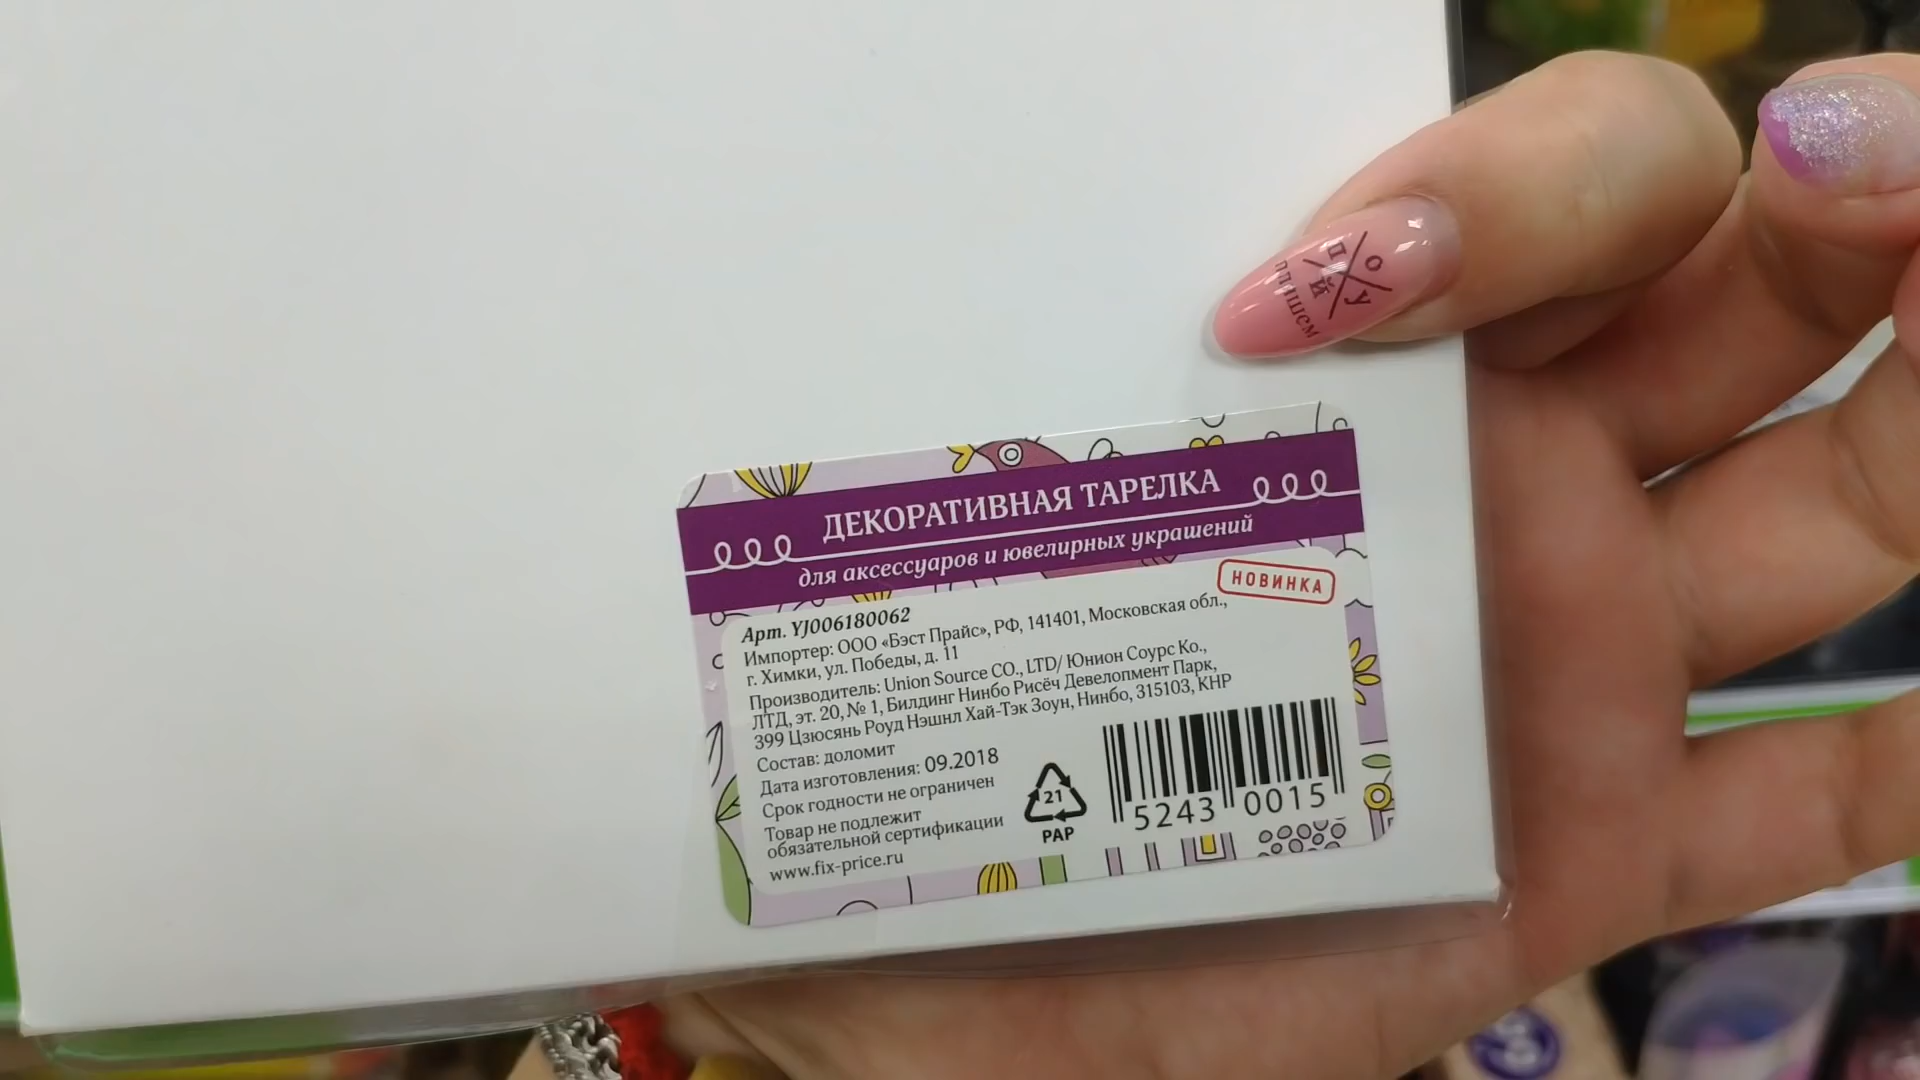 П О Й У
пляшем
ДЕКОРАТИВНАЯ ТАРЕЛКА
для аксессуаров и ювелирных украшений
НОВИНКА
Арт. YJ006180062
Импортер: ООО «Бэст Прайс», РФ, 141401, Московская обл.,
г. Химки, ул. Победы, д. 11
Производитель: Union Source CO., LTD/ Юнион Соурс Ко.,
ЛТД, эт. 20, № 1, Билдинг Нинбо Рисёч Девелопмент Парк,
399 Цзюсянь Роуд Нэшнл Хай-Тэк Зоун, Нинбо, 315103, КНР
Состав: доломит
Дата изготовления: 09.2018
Срок годности не ограничен
Товар не подлежит
обязательной сертификации
www.fix-price.ru
21
PAP
5243 0015